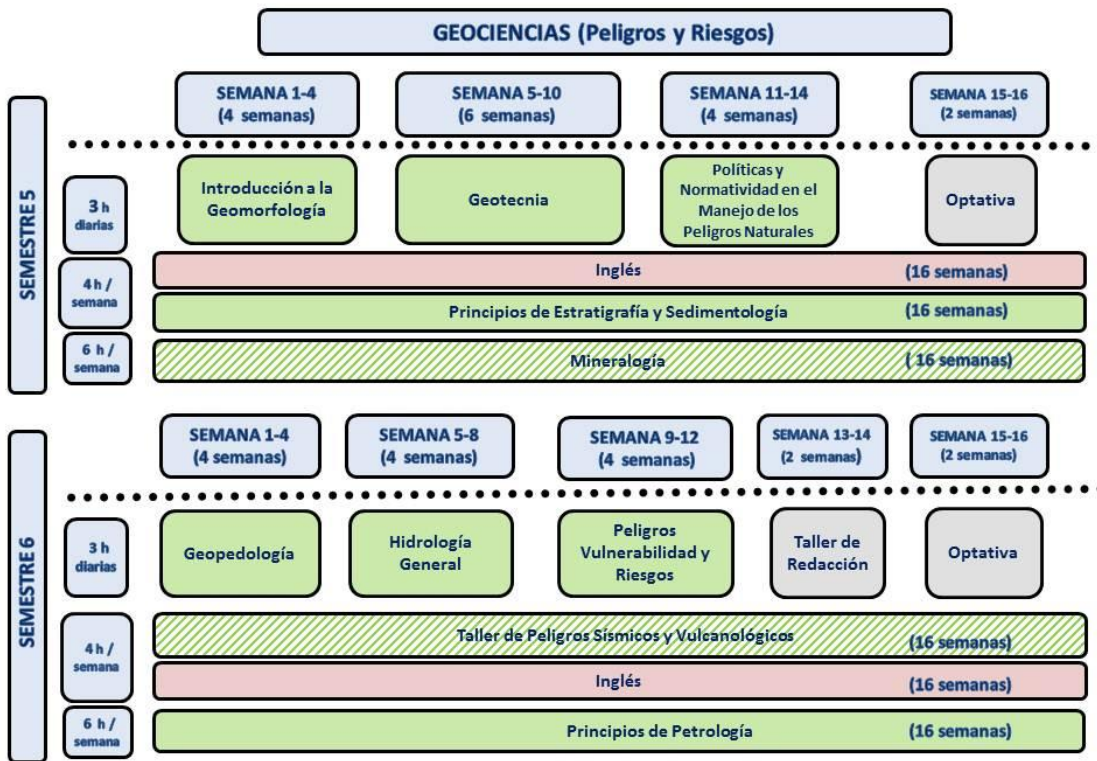 GEOCIENCIAS (Peligros y Riesgos)
SEMESTRE 5
SEMANA 1-4
(4 semanas)
SEMANA 5-10
(6 semanas)
SEMANA 11-14
(4 semanas)
SEMANA 15-16
(2 semanas)
3 h
diarias
Introducción a la
Geomorfología
Geotecnia
Políticas y
Normatividad en el
Manejo de los
Peligros Naturales
Optativa
4 h /
semana
Inglés (16 semanas)
Principios de Estratigrafía y Sedimentología (16 semanas)
6 h /
semana
Mineralogía ( 16 semanas)
SEMESTRE 6
SEMANA 1-4
(4 semanas)
SEMANA 5-8
(4 semanas)
SEMANA 9-12
(4 semanas)
SEMANA 13-14
(2 semanas)
SEMANA 15-16
(2 semanas)
3 h
diarias
Geopedología
Hidrología
General
Peligros
Vulnerabilidad y
Riesgos
Taller de
Redacción
Optativa
4 h /
semana
Taller de Peligros Sísmicos y Vulcanológicos (16 semanas)
Inglés (16 semanas)
6 h /
semana
Principios de Petrología (16 semanas)